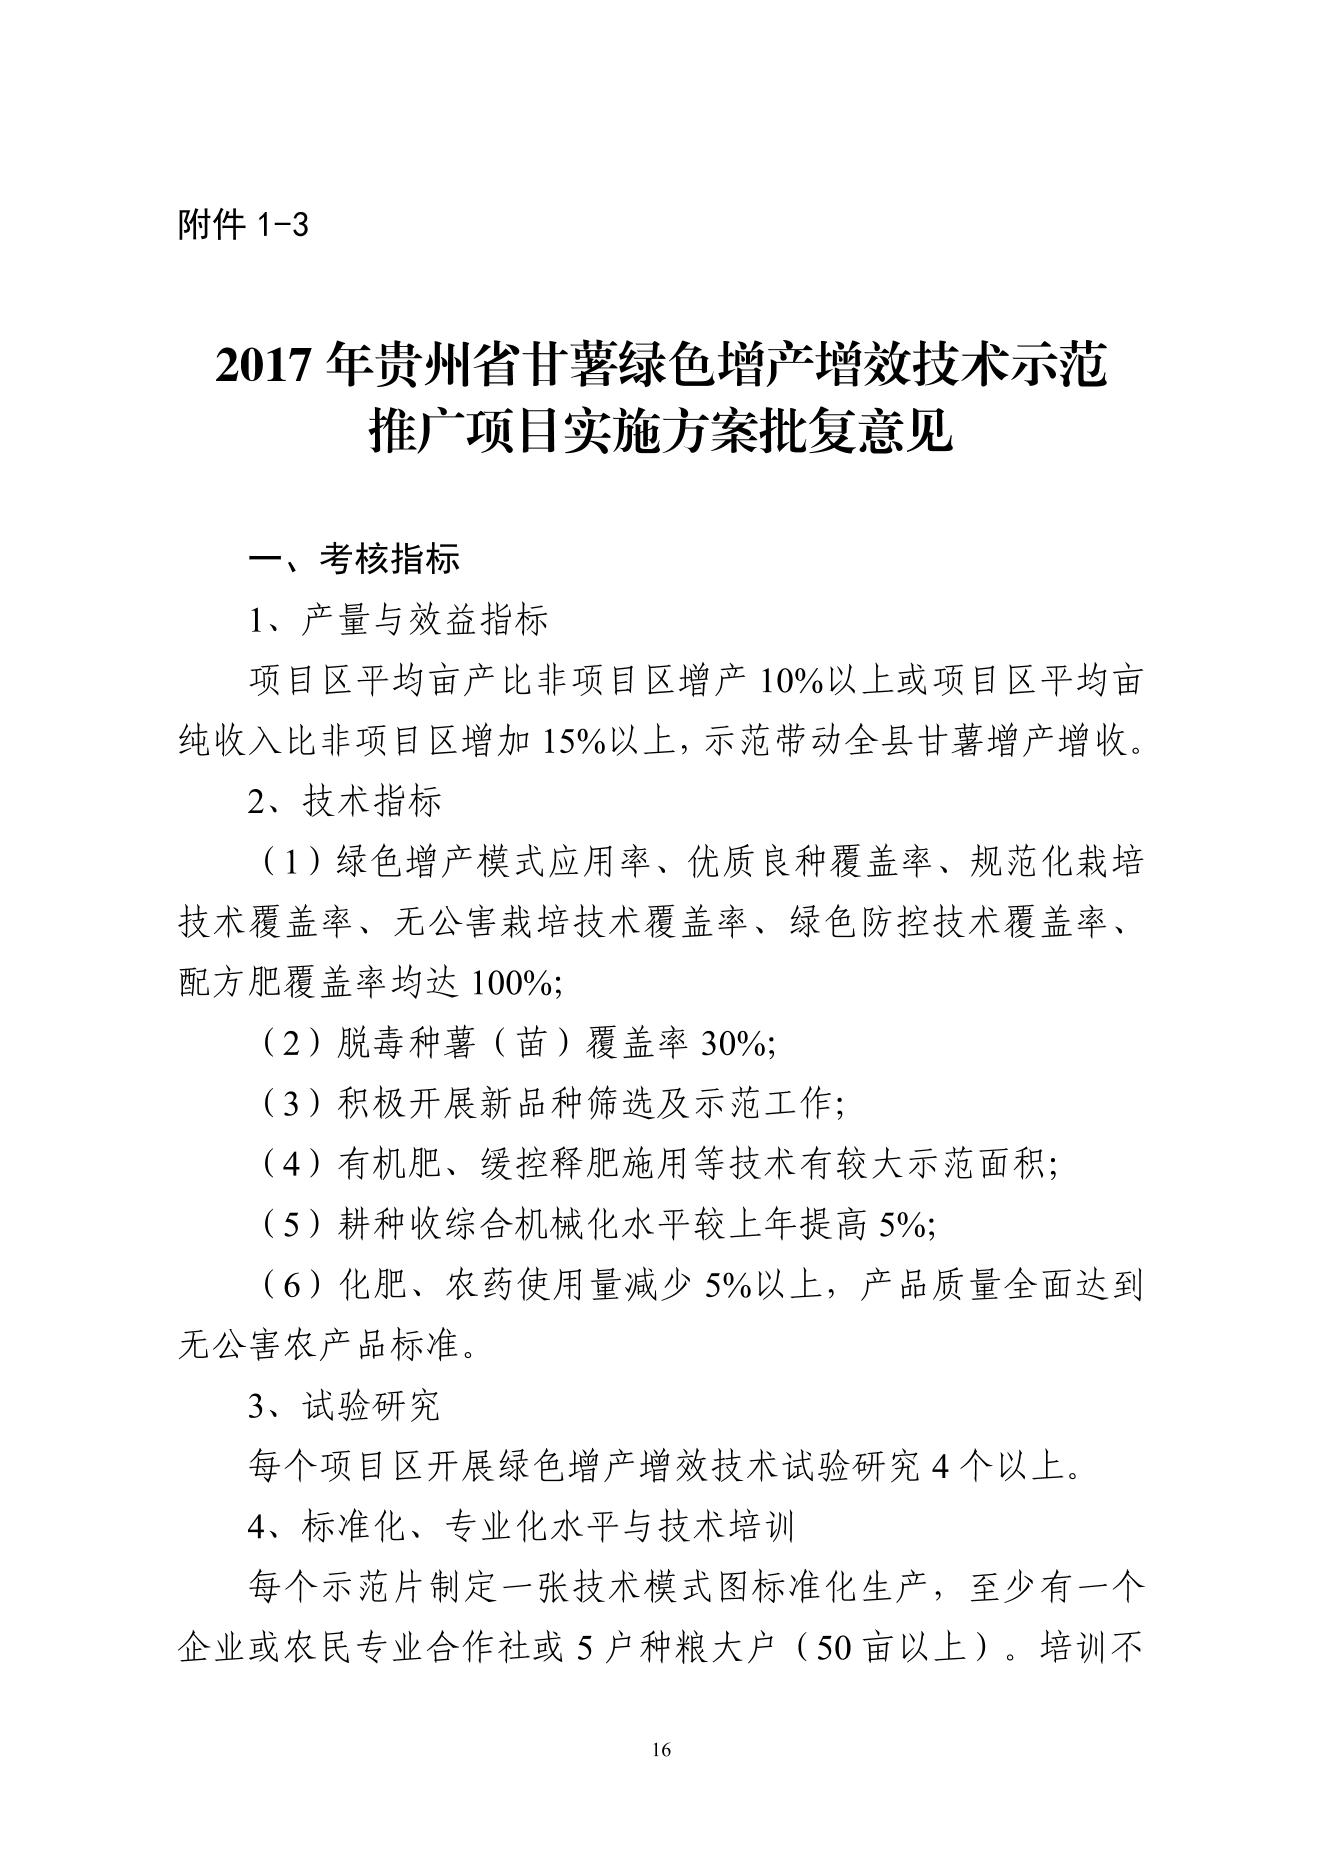 附件 1-3
2017 年贵州省甘薯绿色增产增效技术示范
推广项目实施方案批复意见
一、考核指标
1、产量与效益指标
项目区平均亩产比非项目区增产 10%以上或项目区平均亩
纯收入比非项目区增加 15%以上,示范带动全县甘薯增产增收。
2、技术指标
（1）绿色增产模式应用率、优质良种覆盖率、规范化栽培
技术覆盖率、无公害栽培技术覆盖率、绿色防控技术覆盖率、
配方肥覆盖率均达 100%;
（2）脱毒种薯（苗）覆盖率 30%;
（3）积极开展新品种筛选及示范工作;
（4）有机肥、缓控释肥施用等技术有较大示范面积;
（5）耕种收综合机械化水平较上年提高 5%;
（6）化肥、农药使用量减少 5%以上，产品质量全面达到
无公害农产品标准。
3、试验研究
每个项目区开展绿色增产增效技术试验研究 4 个以上。
4、标准化、专业化水平与技术培训
每个示范片制定一张技术模式图标准化生产，至少有一个
企业或农民专业合作社或 5 户种粮大户（50 亩以上）。培训不
16